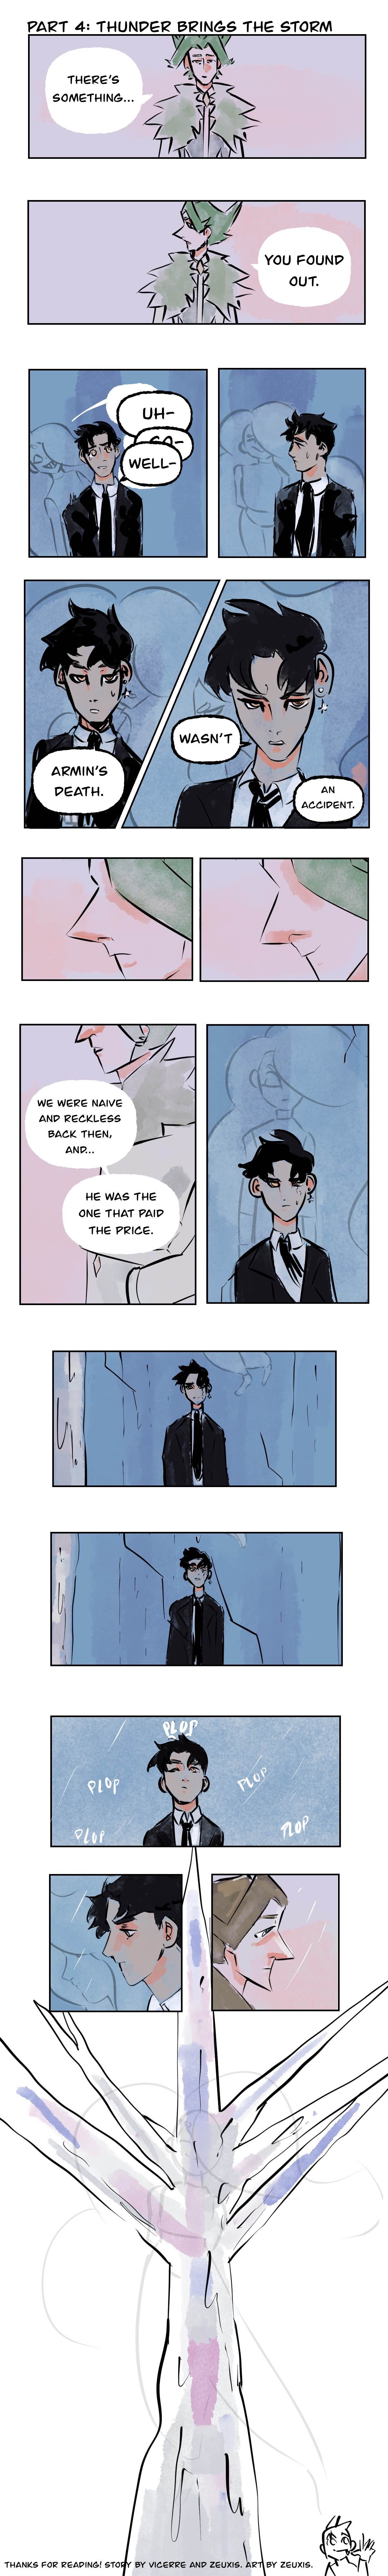 PART 4: THUNDER BRINGS THE STORM
THERE'S
SOMETHING...
YOU FOUND
OUT.
UH-
SO-
WELL-
ARMIN'S
DEATH.
WASN'T
AN
ACCIDENT.
WE WERE NAIVE
AND RECKLESS
BACK THEN,
AND...
HE WAS THE
ONE THAT PAID
THE PRICE.
PLOP
PLOP
PLOP
PLOP
PLOP
THANKS FOR READING! STORY BY VICERRE AND ZEUXIS. ART BY ZEUXIS.